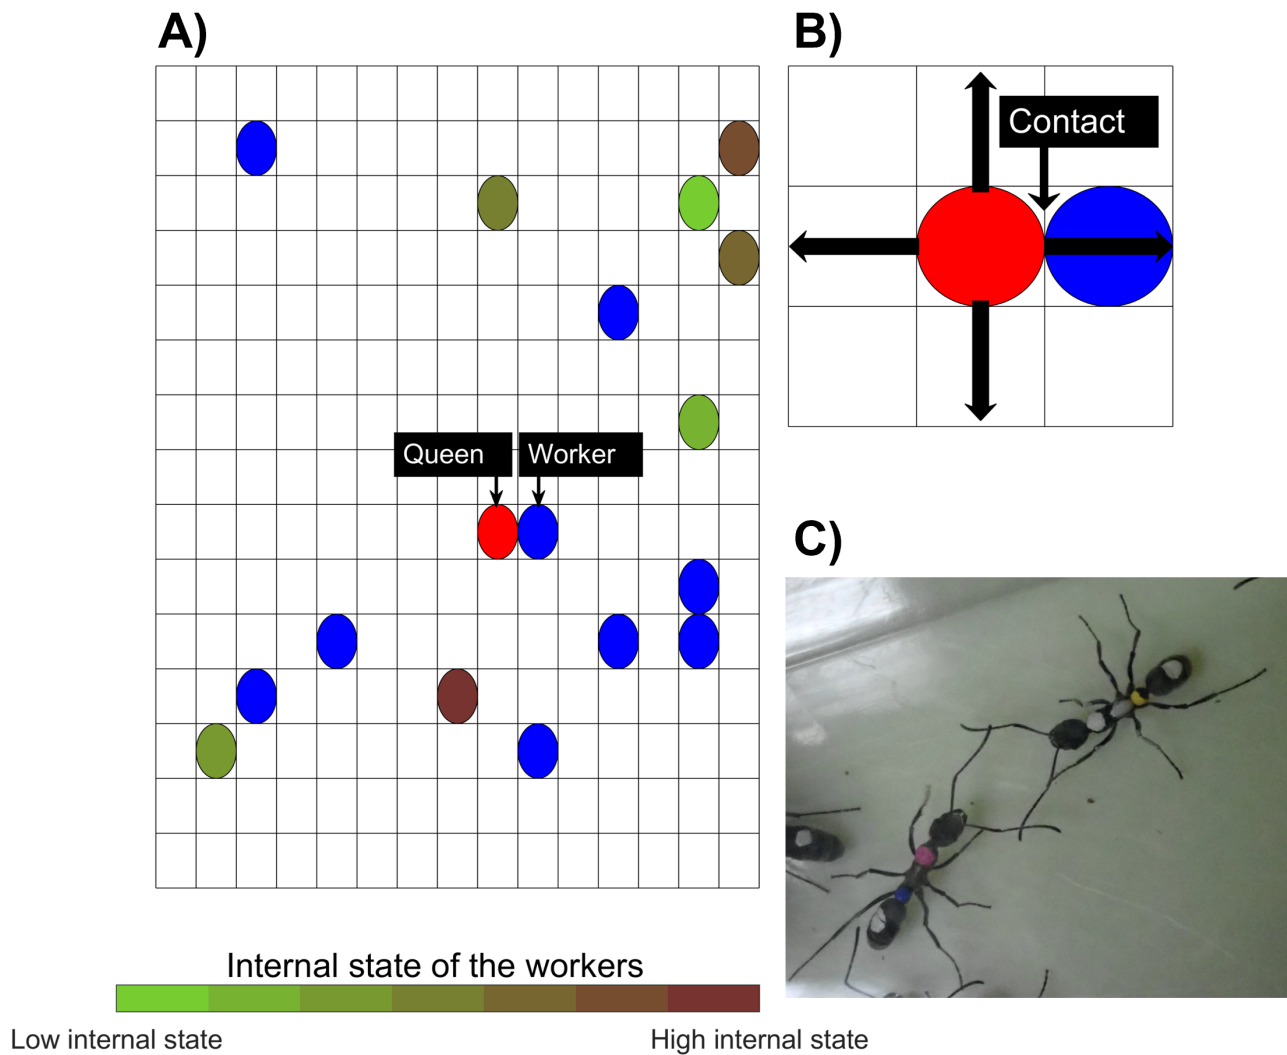 A)
B)
Contact
Queen
Worker
C)
Internal state of the workers
Low internal state
High internal state